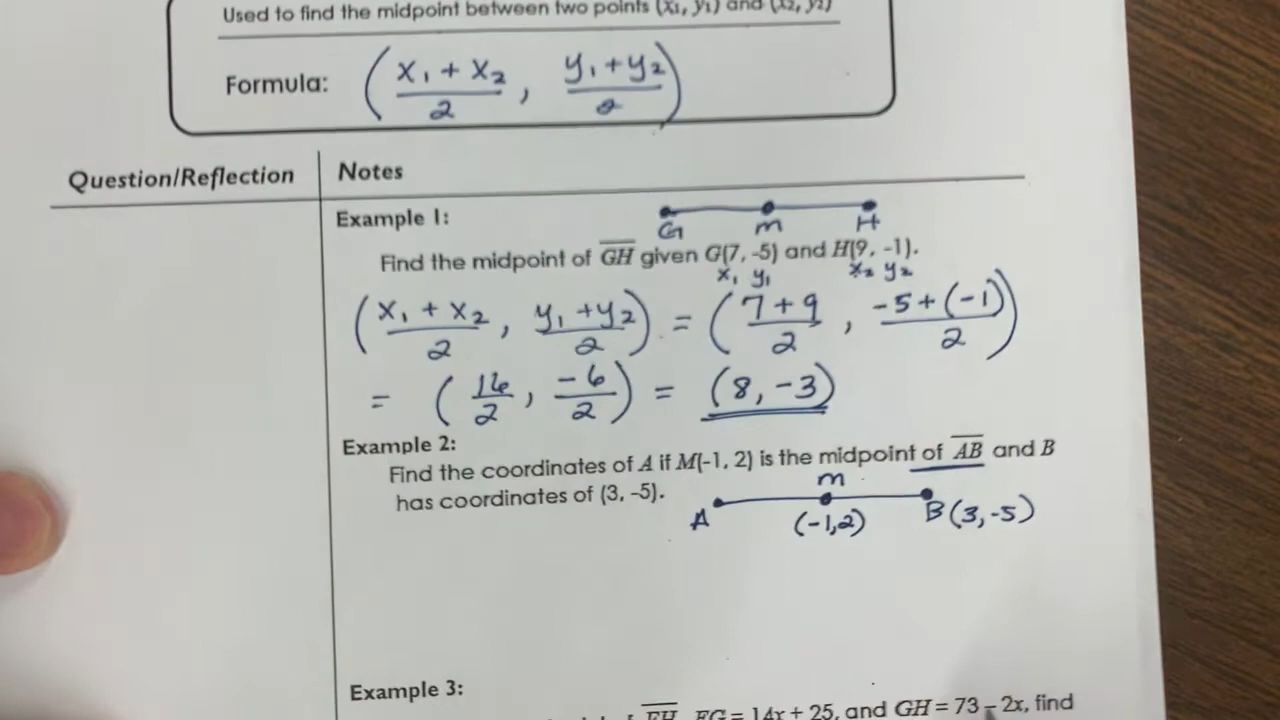 Used to find the midpoint between two points (x₁, y₁) and (x₂, y₂)
Formula: (x₁ + x₂ / 2, y₁ + y₂ / 2)
Question/Reflection
Notes
Example 1:
G M H
Find the midpoint of GH given G(7, -5) and H(9, -1).
x₁ y₁ x₂ y₂
(x₁ + x₂ / 2, y₁ + y₂ / 2) = (7 + 9 / 2, -5 + (-1) / 2)
= (16 / 2, -6 / 2) = (8, -3)
Example 2:
Find the coordinates of A if M(-1, 2) is the midpoint of AB and B
has coordinates of (3, -5).
A M B(3, -5)
(-1, 2)
Example 3:
FG = 14x + 25, and GH = 73 – 2x, find